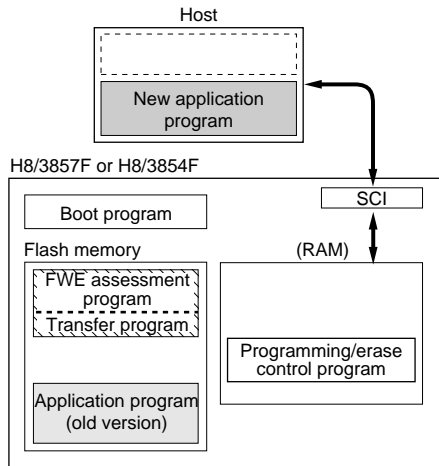 Host
New application
program
H8/3857F or H8/3854F
SCI
Boot program
Flash memory
(RAM)
FWE assessment
program
Transfer program
Programming/erase
control program
Application program
(old version)